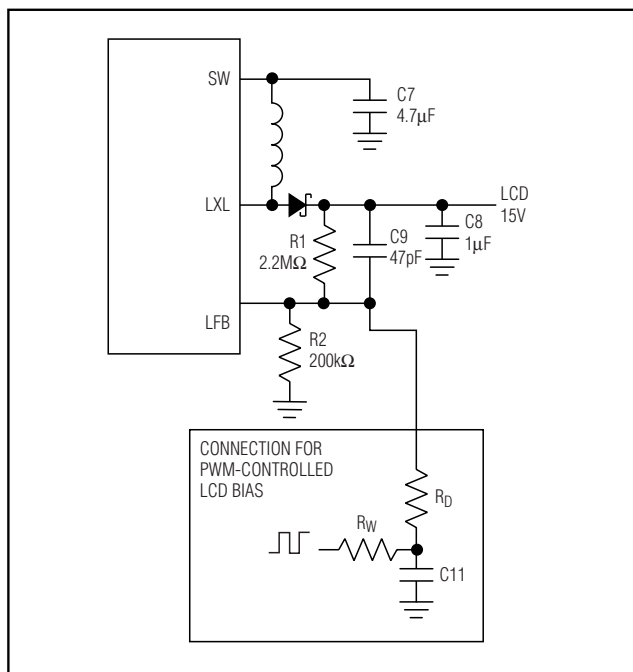 SW
C7
4.7μF
LXL
LCD
15V
R1
2.2MΩ
C9
47pF
C8
1μF
LFB
R2
200kΩ
CONNECTION FOR
PWM-CONTROLLED
LCD BIAS
RD
RW
C11